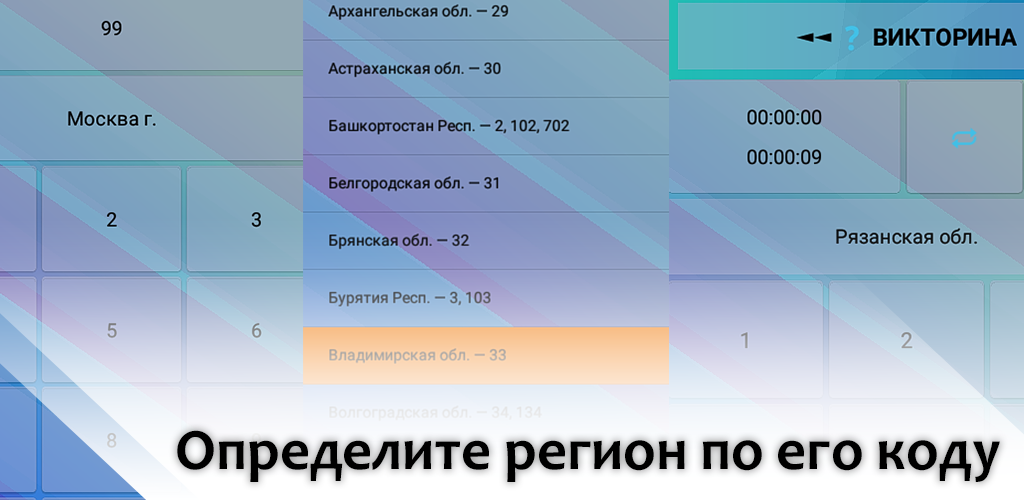 99
Москва г.
2
3
5
6
8
Архангельская обл. — 29
Астраханская обл. — 30
Башкортостан Респ. — 2, 102, 702
Белгородская обл. — 31
Брянская обл. — 32
Бурятия Респ. — 3, 103
Владимирская обл. — 33
Волгоградская обл. — 34, 134
◄◄ ? ВИКТОРИНА
00:00:00
00:00:09
Рязанская обл.
1
2
Определите регион по его коду